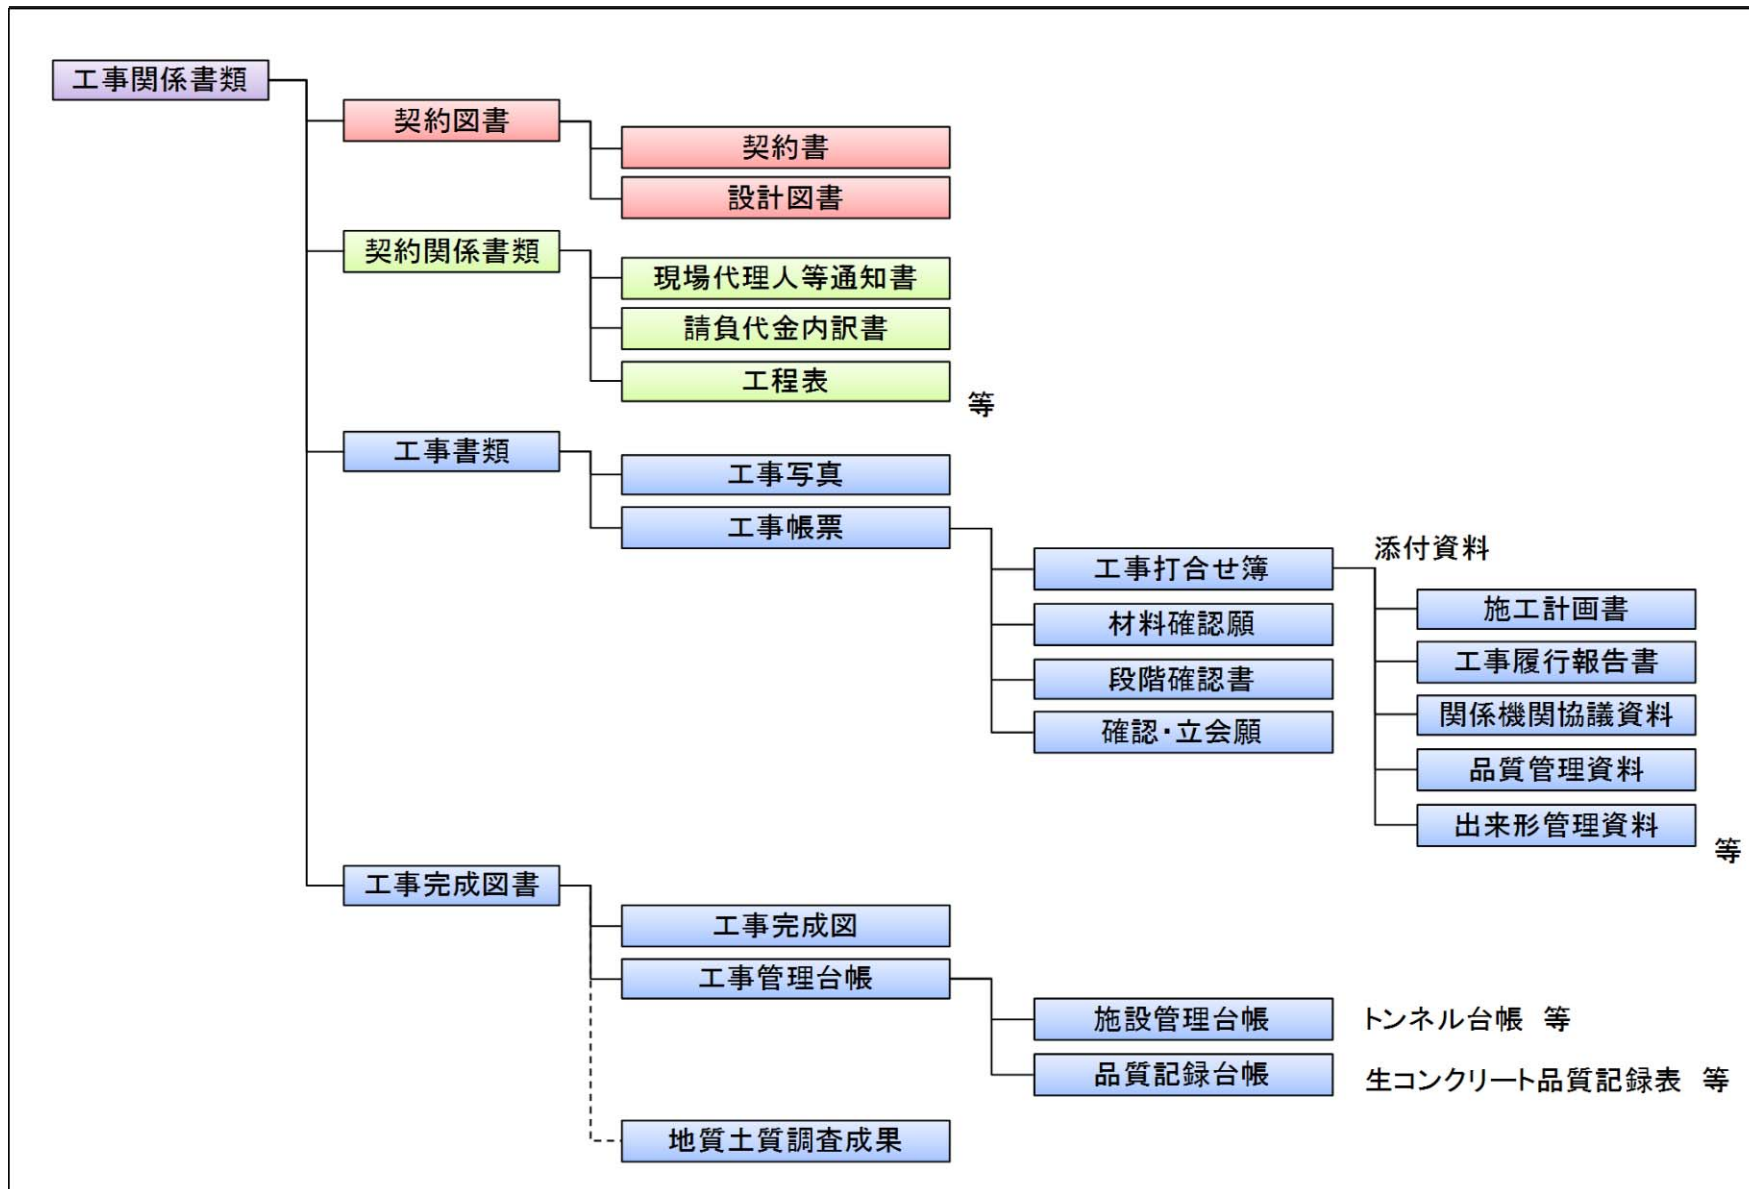 工事関係書類
契約図書
契約書
設計図書
契約関係書類
現場代理人等通知書
請負代金内訳書
工程表
等
工事書類
工事写真
工事帳票
工事打合せ簿
添付資料
施工計画書
工事履行報告書
関係機関協議資料
品質管理資料
出来形管理資料
等
材料確認願
段階確認書
確認・立会願
工事完成図書
工事完成図
工事管理台帳
施設管理台帳
トンネル台帳 等
品質記録台帳
生コンクリート品質記録表 等
地質土質調査成果